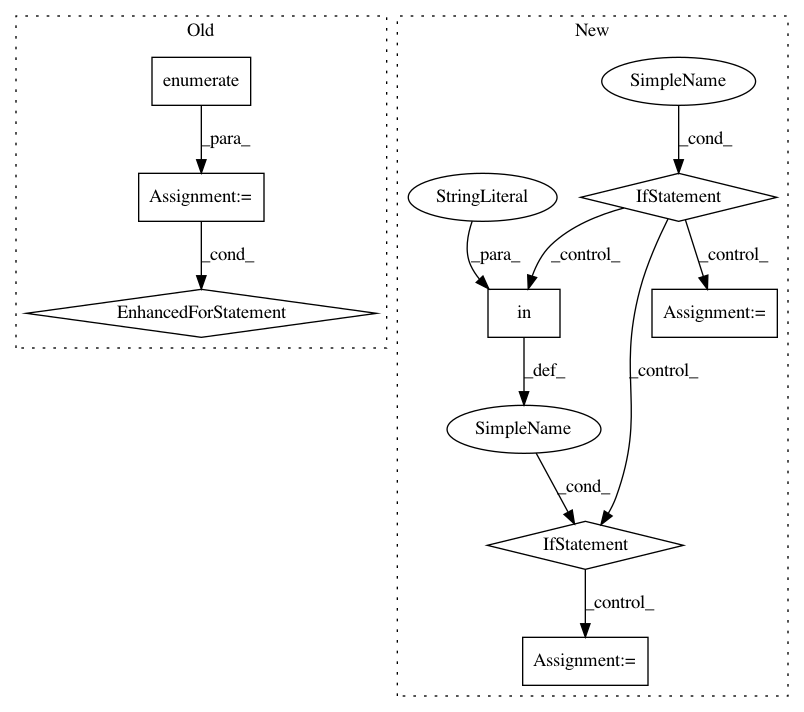 Old
enumerate
_para_
Assignment:=
_cond_
EnhancedForStatement
New
SimpleName
_cond_
StringLiteral
IfStatement
_para_
_control_
_control_
in
Assignment:=
_def_
_control_
SimpleName
_cond_
IfStatement
_control_
Assignment:=